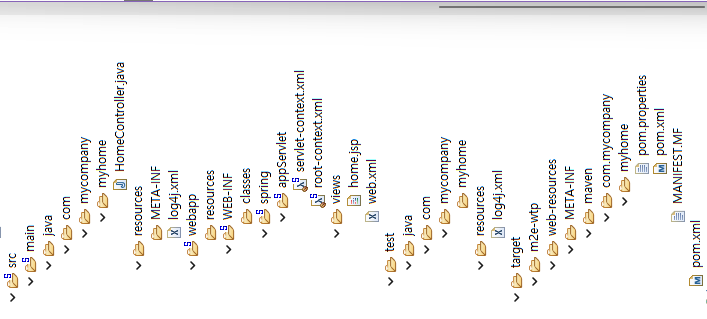 src
main
java
com
mycompany
myhome
HomeController.java
resources
META-INF
log4j.xml
webapp
resources
WEB-INF
classes
spring
appServlet
servlet-context.xml
root-context.xml
views
home.jsp
web.xml
test
java
com
mycompany
myhome
resources
log4j.xml
target
m2e-wtp
web-resources
META-INF
maven
com.mycompany
myhome
pom.properties
pom.xml
MANIFEST.MF
pom.xml